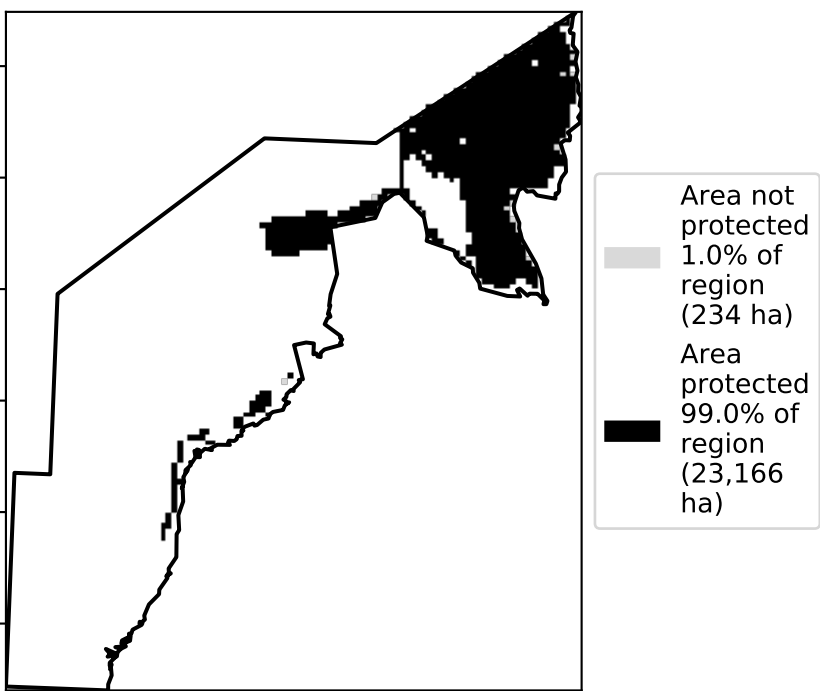 Area not
protected
1.0% of
region
(234 ha)
Area
protected
99.0% of
region
(23,166
ha)